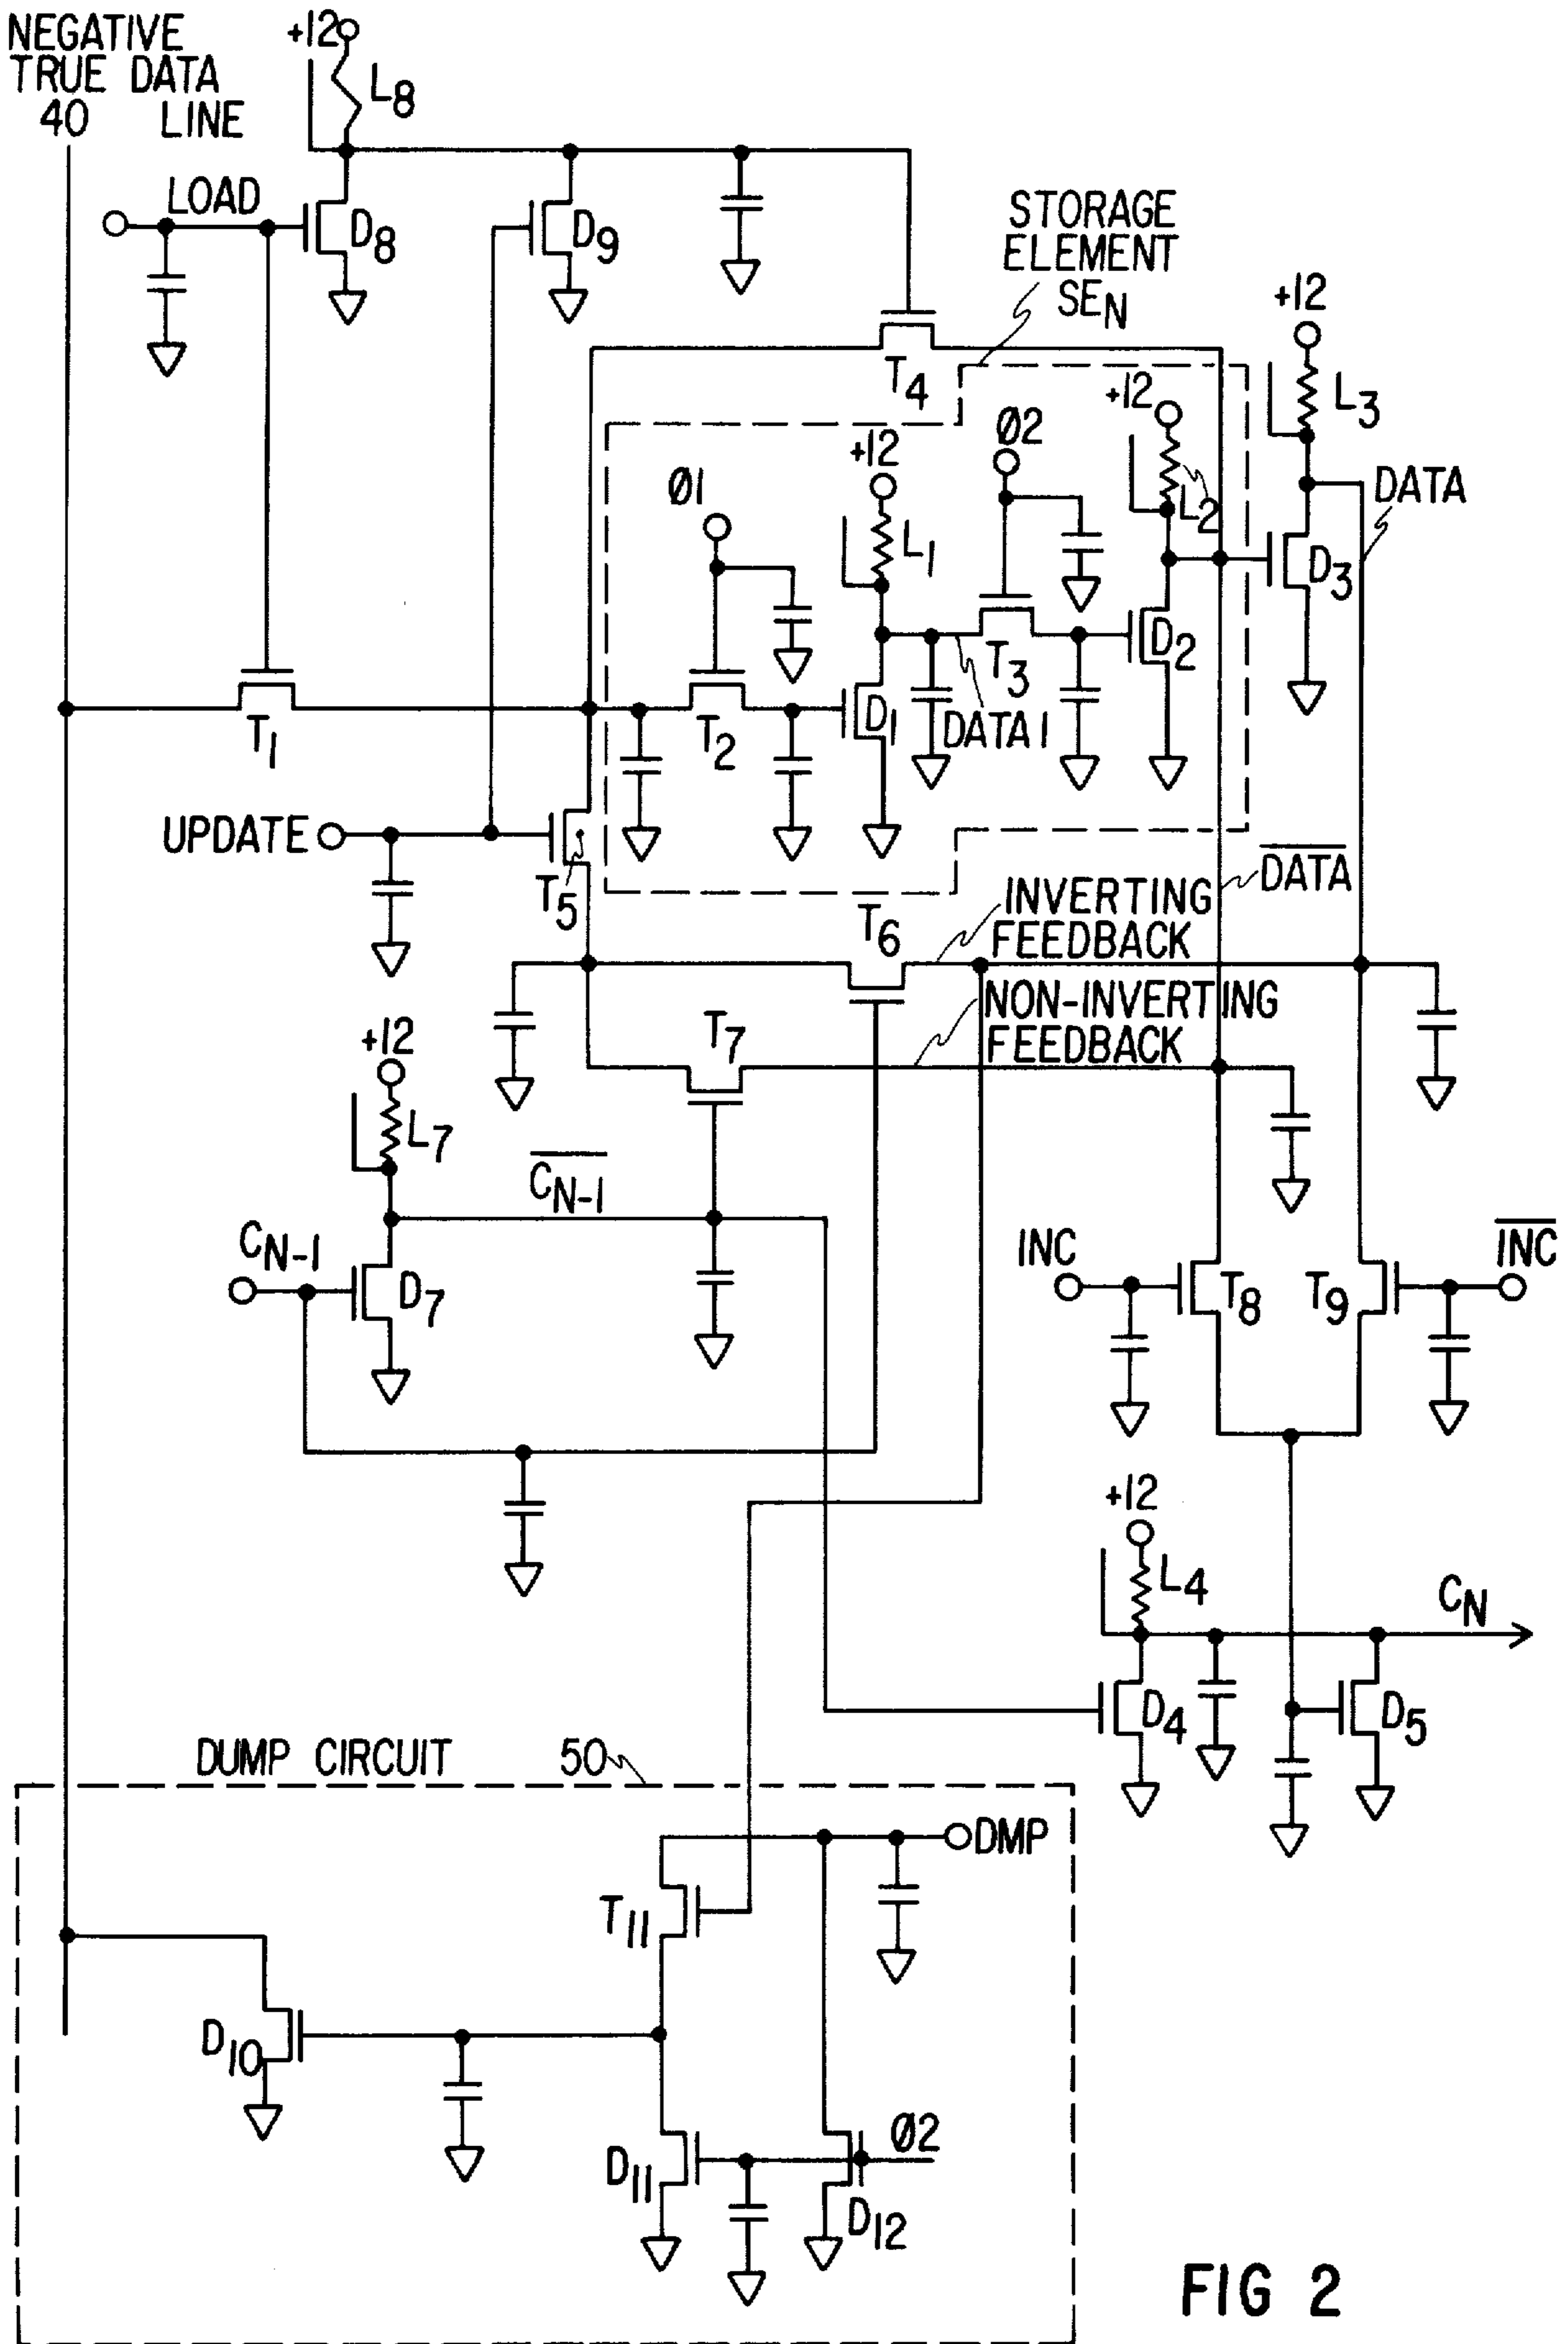 NEGATIVE
TRUE DATA
40 LINE
+12
L8
LOAD
D8
D9
STORAGE
ELEMENT
SEN
+12
L3
T4
+12
Ø2
+12
Ø1
L1
L2
DATA
D3
T3
D2
T1
T2
D1
DATA 1
UPDATE
T5
DATA
T6
INVERTING
FEEDBACK
NON-INVERTING
FEEDBACK
T7
+12
L7
CN-1
CN-1
D7
INC
T8
T9
INC
+12
L4
CN
D4
D5
DUMP CIRCUIT 50
DMP
T11
D10
Ø2
D11
D12
FIG 2